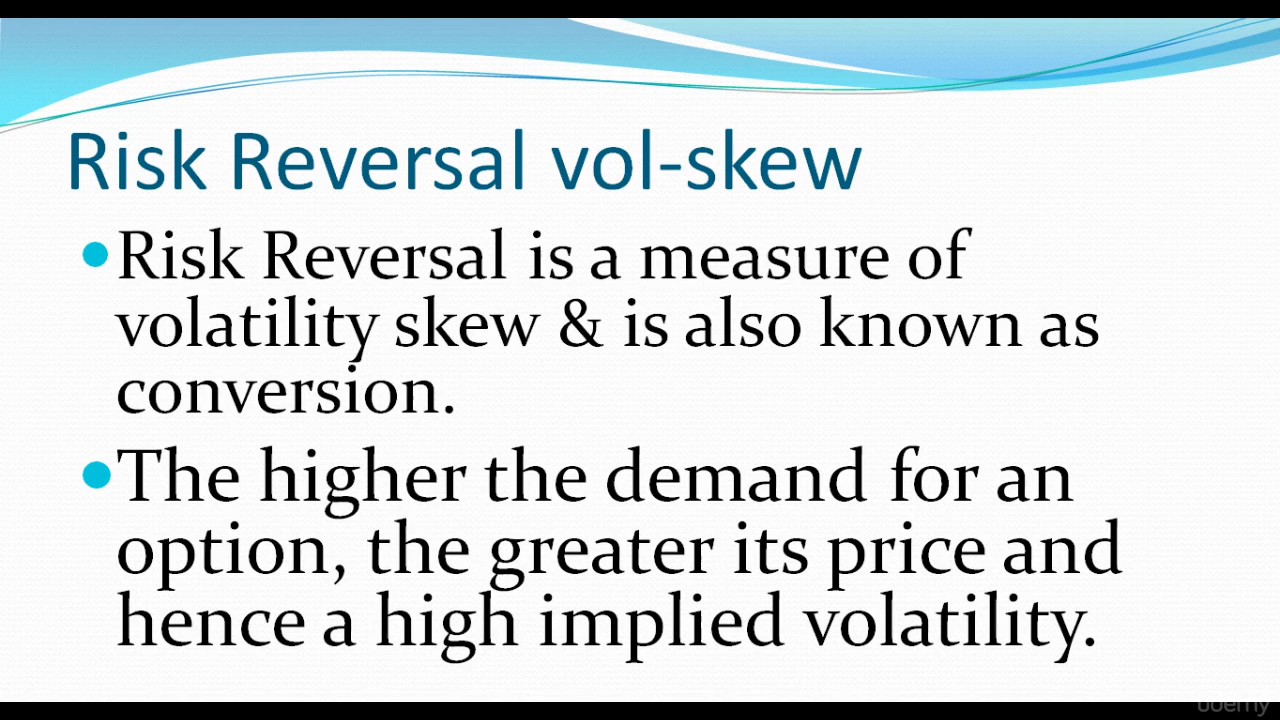 Risk Reversal vol-skew
•Risk Reversal is a measure of
volatility skew & is also known as
conversion.
•The higher the demand for an
option, the greater its price and
hence a high implied volatility.
udemy